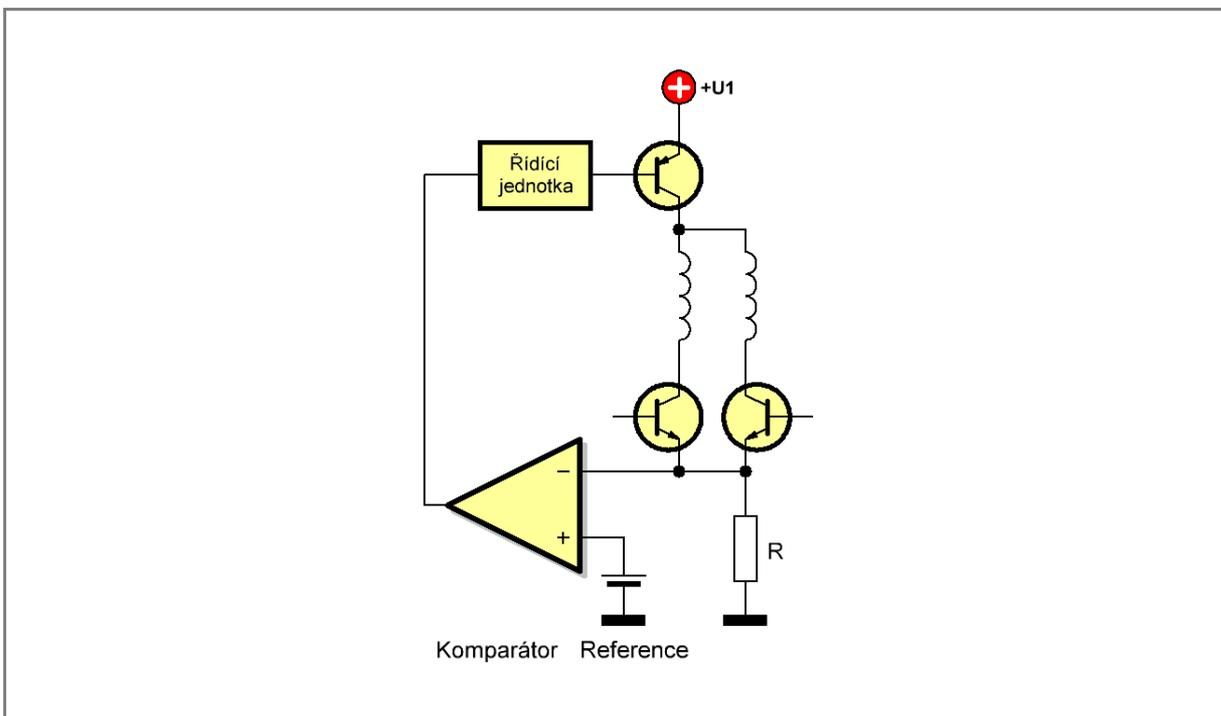 +U1
Řídící
jednotka
−
+
R
Komparátor Reference